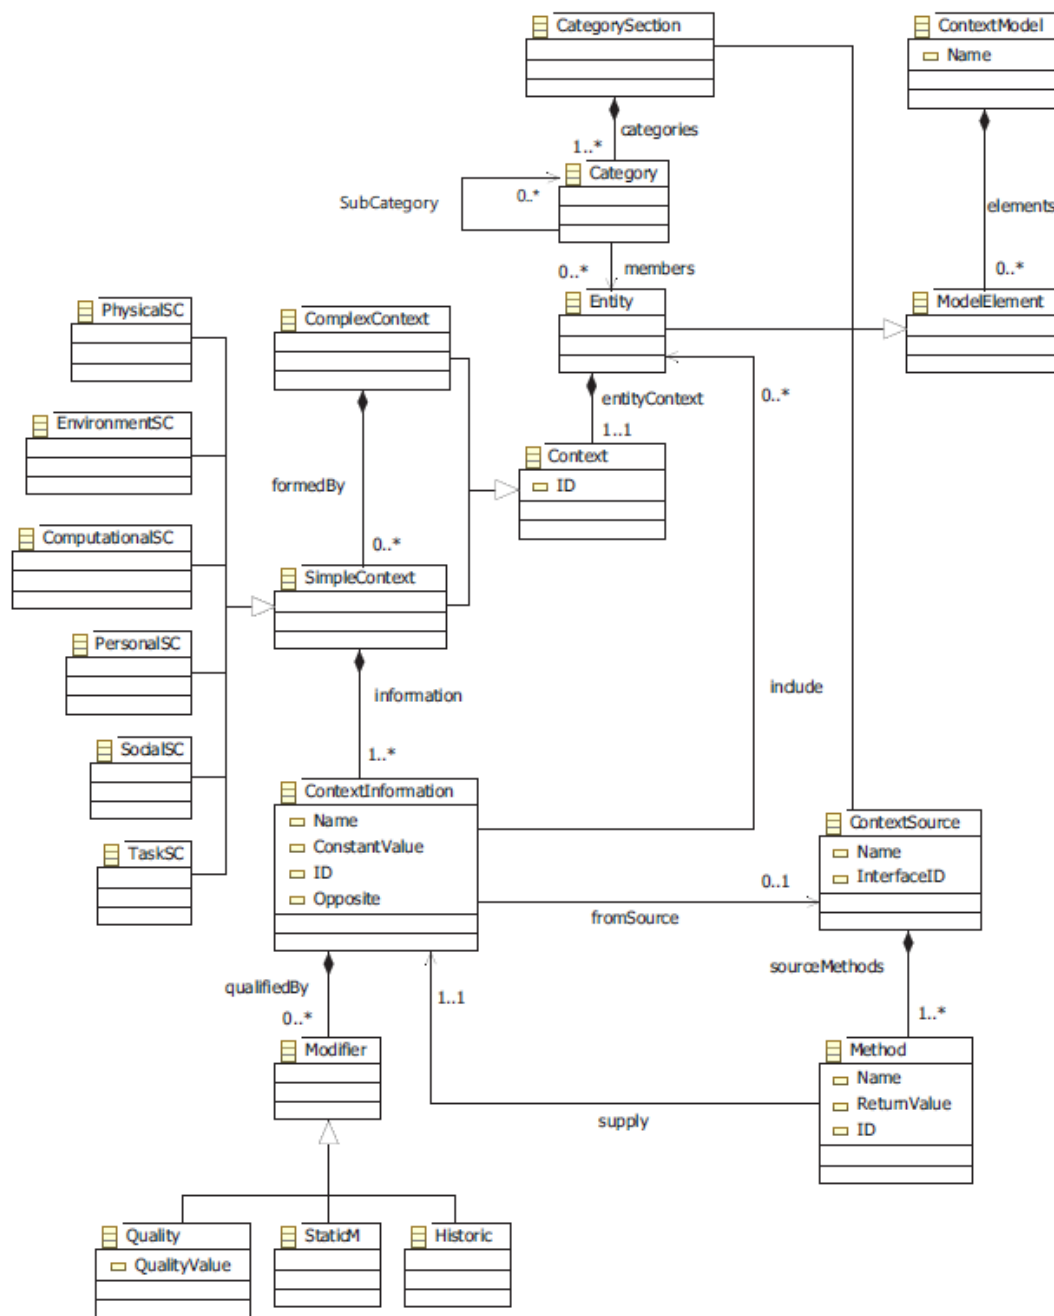 CategorySection
ContextModel
Name
categories
1..*
Category
SubCategory
0..*
elements
0..*
members
0..*
PhysicalSC
ComplexContext
Entity
ModelElement
entityContext
0..*
EnvironmentSC
1..1
Context
ID
formedBy
ComputationalSC
0..*
SimpleContext
PersonalSC
information
include
SocialSC
1..*
ContextInformation
Name
ConstantValue
ID
Opposite
ContextSource
Name
InterfaceID
TaskSC
0..1
fromSource
sourceMethods
qualifiedBy
1..1
0..*
1..*
Modifier
Method
Name
ReturnValue
ID
supply
Quality
QualityValue
StaticM
Historic